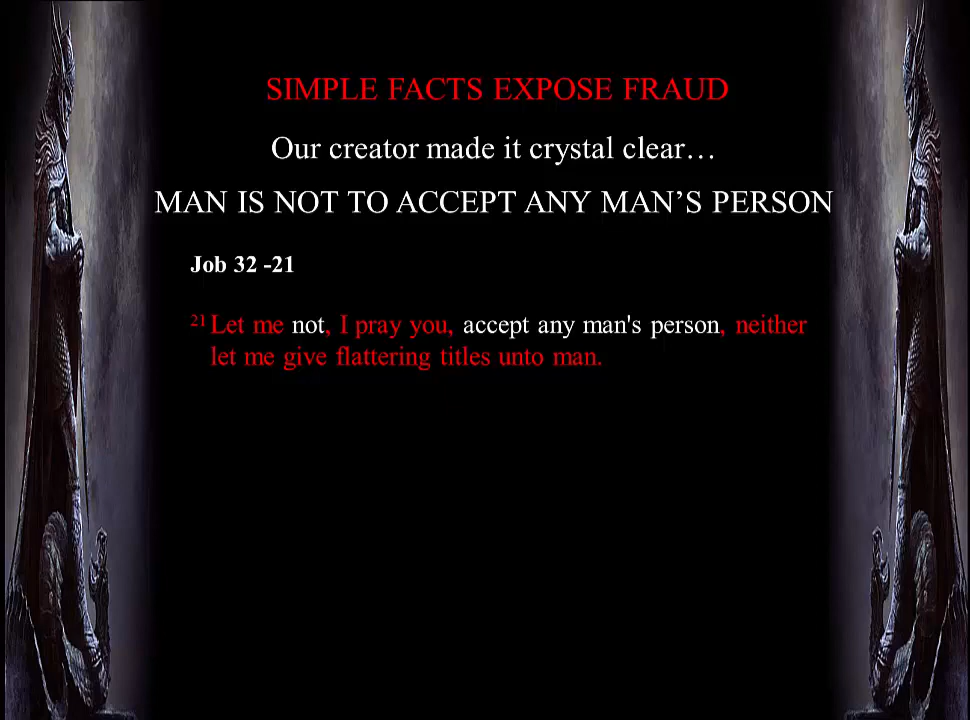 SIMPLE FACTS EXPOSE FRAUD
Our creator made it crystal clear…
MAN IS NOT TO ACCEPT ANY MAN’S PERSON
Job 32 -21
21 Let me not, I pray you, accept any man's person, neither
let me give flattering titles unto man.